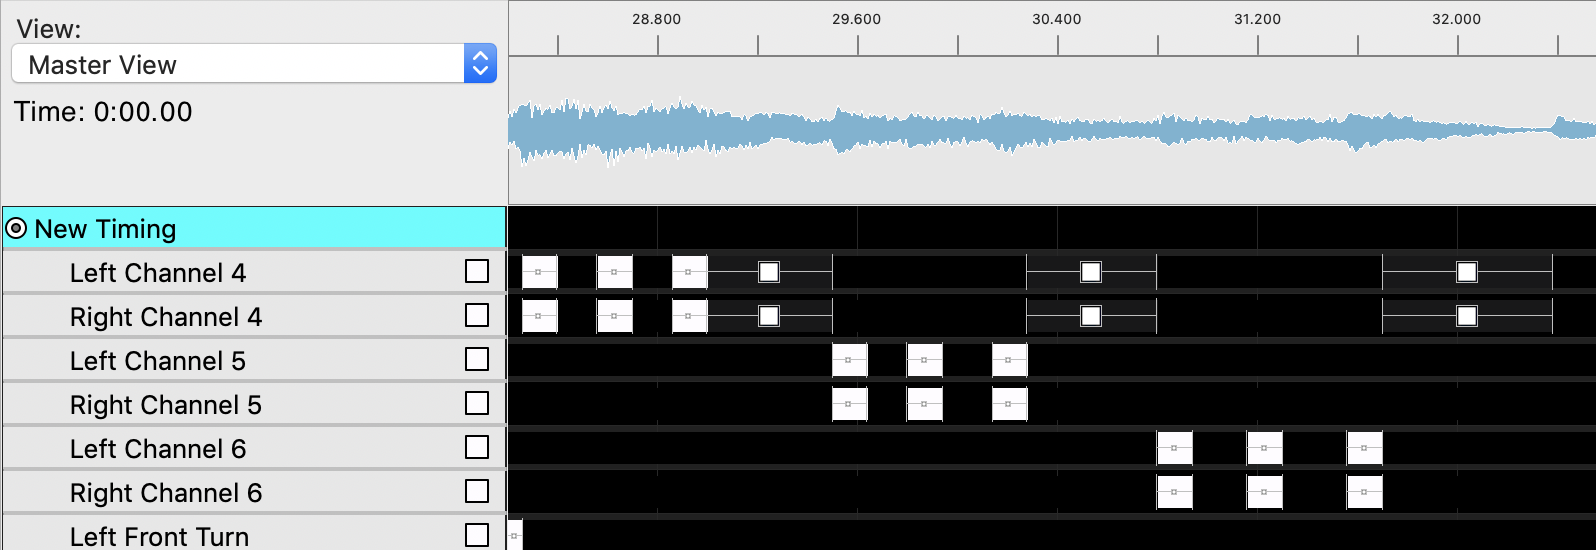 View:
28.800 29.600 30.400 31.200 32.000
Master View
Time: 0:00.00
New Timing
Left Channel 4
Right Channel 4
Left Channel 5
Right Channel 5
Left Channel 6
Right Channel 6
Left Front Turn